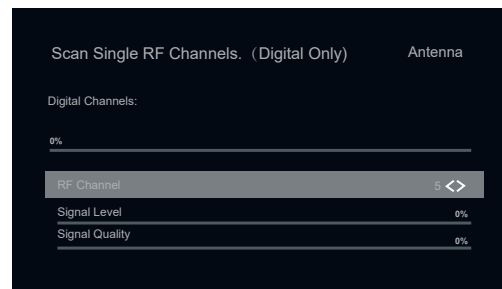 Scan Single RF Channels.（Digital Only) Antenna
Digital Channels:
0%
RF Channel 5 <>
Signal Level 0%
Signal Quality 0%